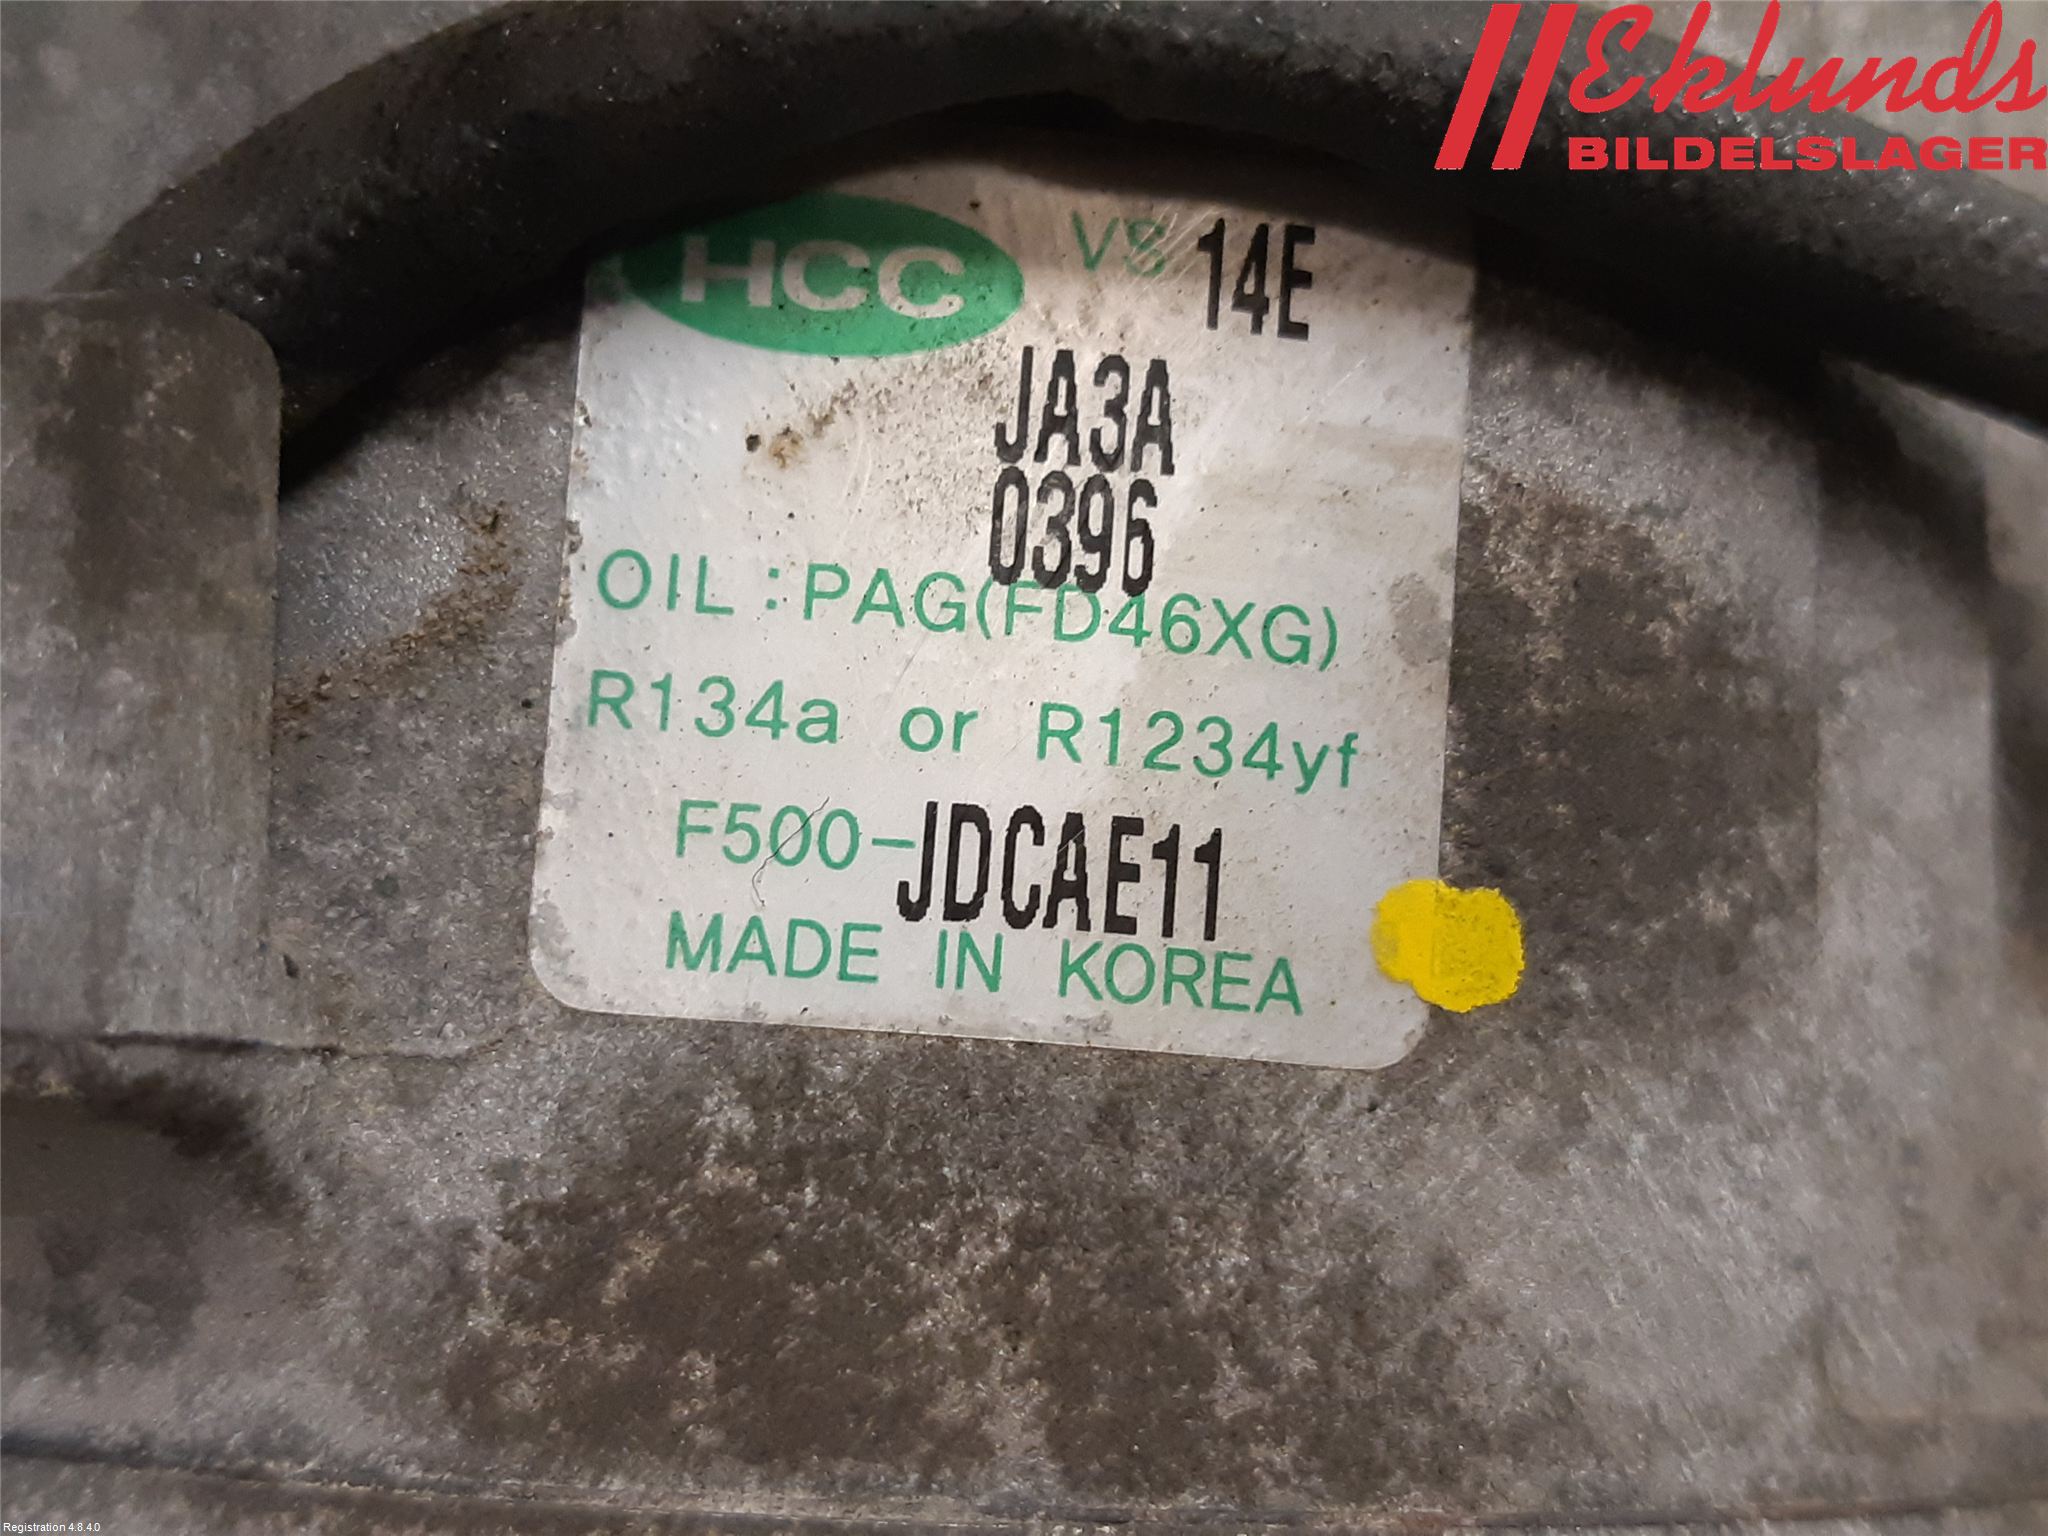 Eklunds
BILDELSLAGER
HCC VS 14E
JA3A
0396
OIL : PAG(FD46XG)
R134a or R1234yf
F500-JDCAE11
MADE IN KOREA
Registration 4.8.4.0